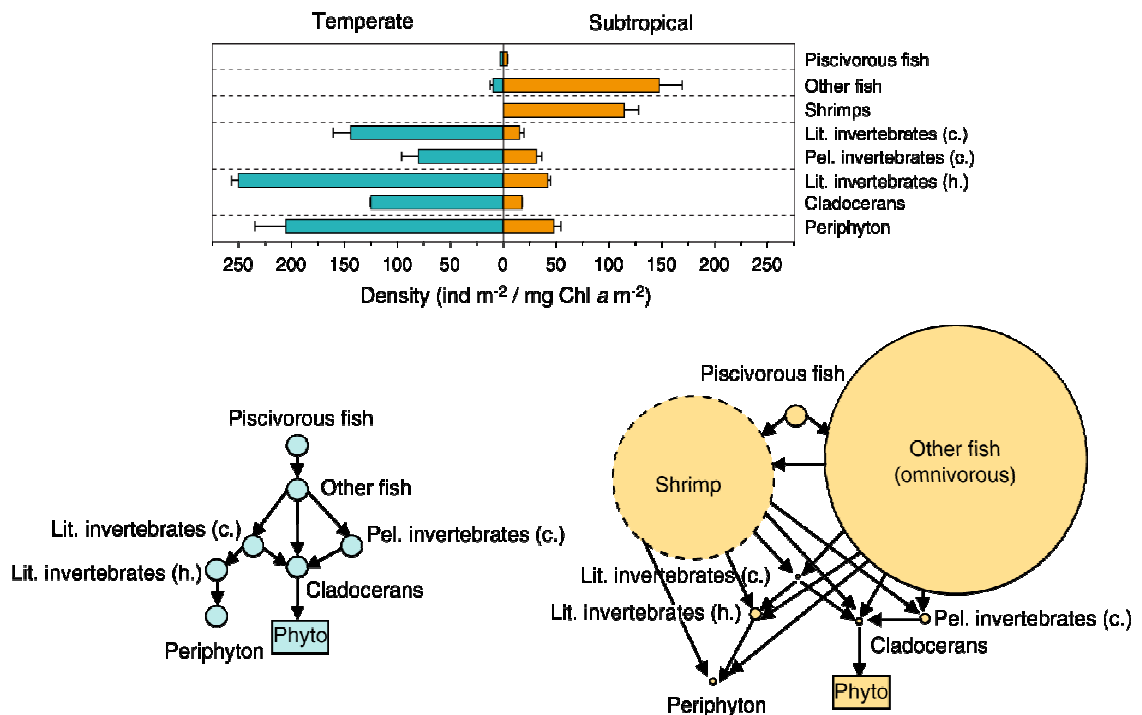 Temperate Subtropical
Piscivorous fish
Other fish
Shrimps
Lit. invertebrates (c.)
Pel. invertebrates (c.)
Lit. invertebrates (h.)
Cladocerans
Periphyton
250 200 150 100 50 0 50 100 150 200 250
Density (ind m-2 / mg Chl a m-2)
Piscivorous fish
Other fish
Lit. invertebrates (c.)
Pel. invertebrates (c.)
Lit. invertebrates (h.)
Cladocerans
Periphyton
Phyto
Piscivorous fish
Shrimp
Other fish
(omnivorous)
Lit. invertebrates (c.)
Lit. invertebrates (h.)
Pel. invertebrates (c.)
Cladocerans
Periphyton
Phyto